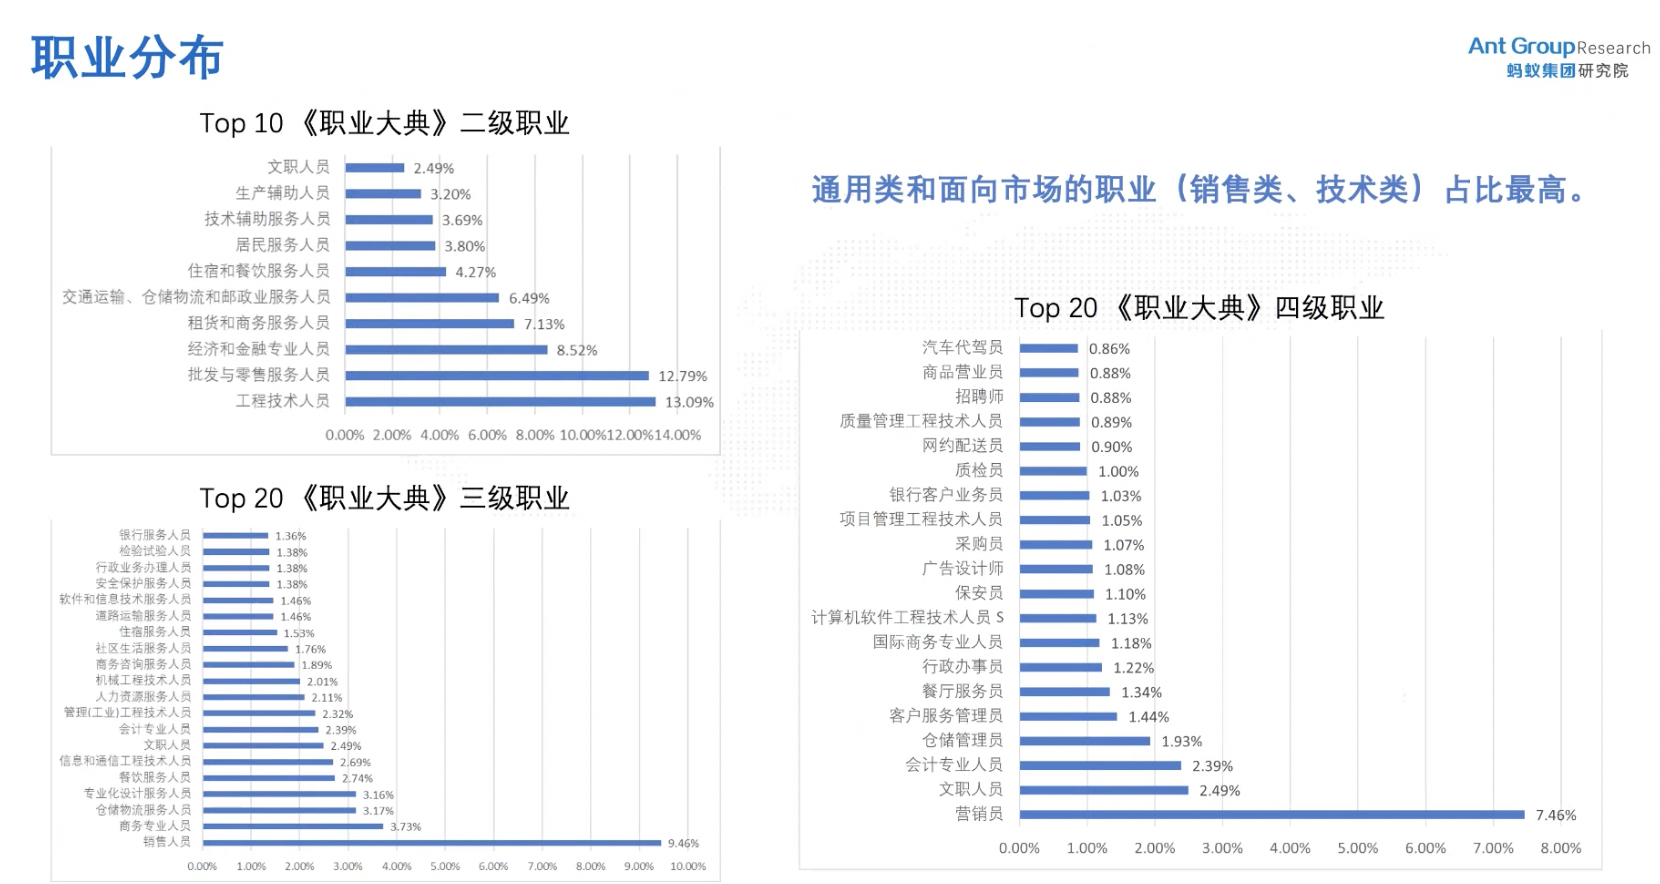 职业分布
Ant Group Research
蚂蚁集团研究院
Top 10 《职业大典》二级职业
文职人员 2.49%
生产辅助人员 3.20%
技术辅助服务人员 3.69%
居民服务人员 3.80%
住宿和餐饮服务人员 4.27%
交通运输、仓储物流和邮政业服务人员 6.49%
租赁和商务服务人员 7.13%
经济和金融专业人员 8.52%
批发与零售服务人员 12.79%
工程技术人员 13.09%
0.00% 2.00% 4.00% 6.00% 8.00% 10.00% 12.00% 14.00%
Top 20 《职业大典》三级职业
银行服务人员 1.36%
检验试验人员 1.38%
行政业务办理人员 1.38%
安全保护服务人员 1.38%
软件和信息技术服务人员 1.46%
道路运输服务人员 1.46%
住宿服务人员 1.53%
社区生活服务人员 1.76%
商务咨询服务人员 1.89%
机械工程技术人员 2.01%
人力资源服务人员 2.11%
管理(工业)工程技术人员 2.32%
会计专业人员 2.39%
文职人员 2.49%
信息和通信工程技术人员 2.69%
餐饮服务人员 2.74%
专业化设计服务人员 3.16%
仓储物流服务人员 3.17%
商务专业人员 3.73%
销售人员 9.46%
0.00% 1.00% 2.00% 3.00% 4.00% 5.00% 6.00% 7.00% 8.00% 9.00% 10.00%
通用类和面向市场的职业（销售类、技术类）占比最高。
Top 20 《职业大典》四级职业
汽车代驾员 0.86%
商品营业员 0.88%
招聘师 0.88%
质量管理工程技术人员 0.89%
网约配送员 0.90%
质检员 1.00%
银行客户业务员 1.03%
项目管理工程技术人员 1.05%
采购员 1.07%
广告设计师 1.08%
保安员 1.10%
计算机软件工程技术人员 S 1.13%
国际商务专业人员 1.18%
行政办事员 1.22%
餐厅服务员 1.34%
客户服务管理员 1.44%
仓储管理员 1.93%
会计专业人员 2.39%
文职人员 2.49%
营销员 7.46%
0.00% 1.00% 2.00% 3.00% 4.00% 5.00% 6.00% 7.00% 8.00%